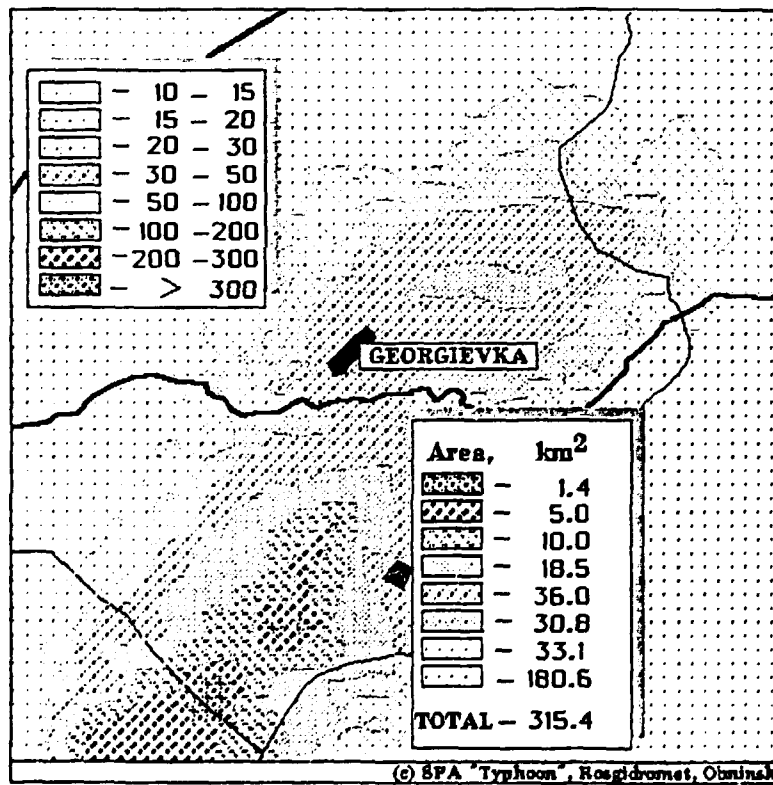 - 10 - 15
- 15 - 20
- 20 - 30
- 30 - 50
- 50 - 100
- 100 - 200
- 200 - 300
- > 300
GEORGIEVKA
Area, km²
- 1.4
- 5.0
- 10.0
- 18.5
- 36.0
- 30.8
- 33.1
- 180.6
TOTAL - 315.4
(c) SPA "Typhoon", Rosgidromet, Obninsk